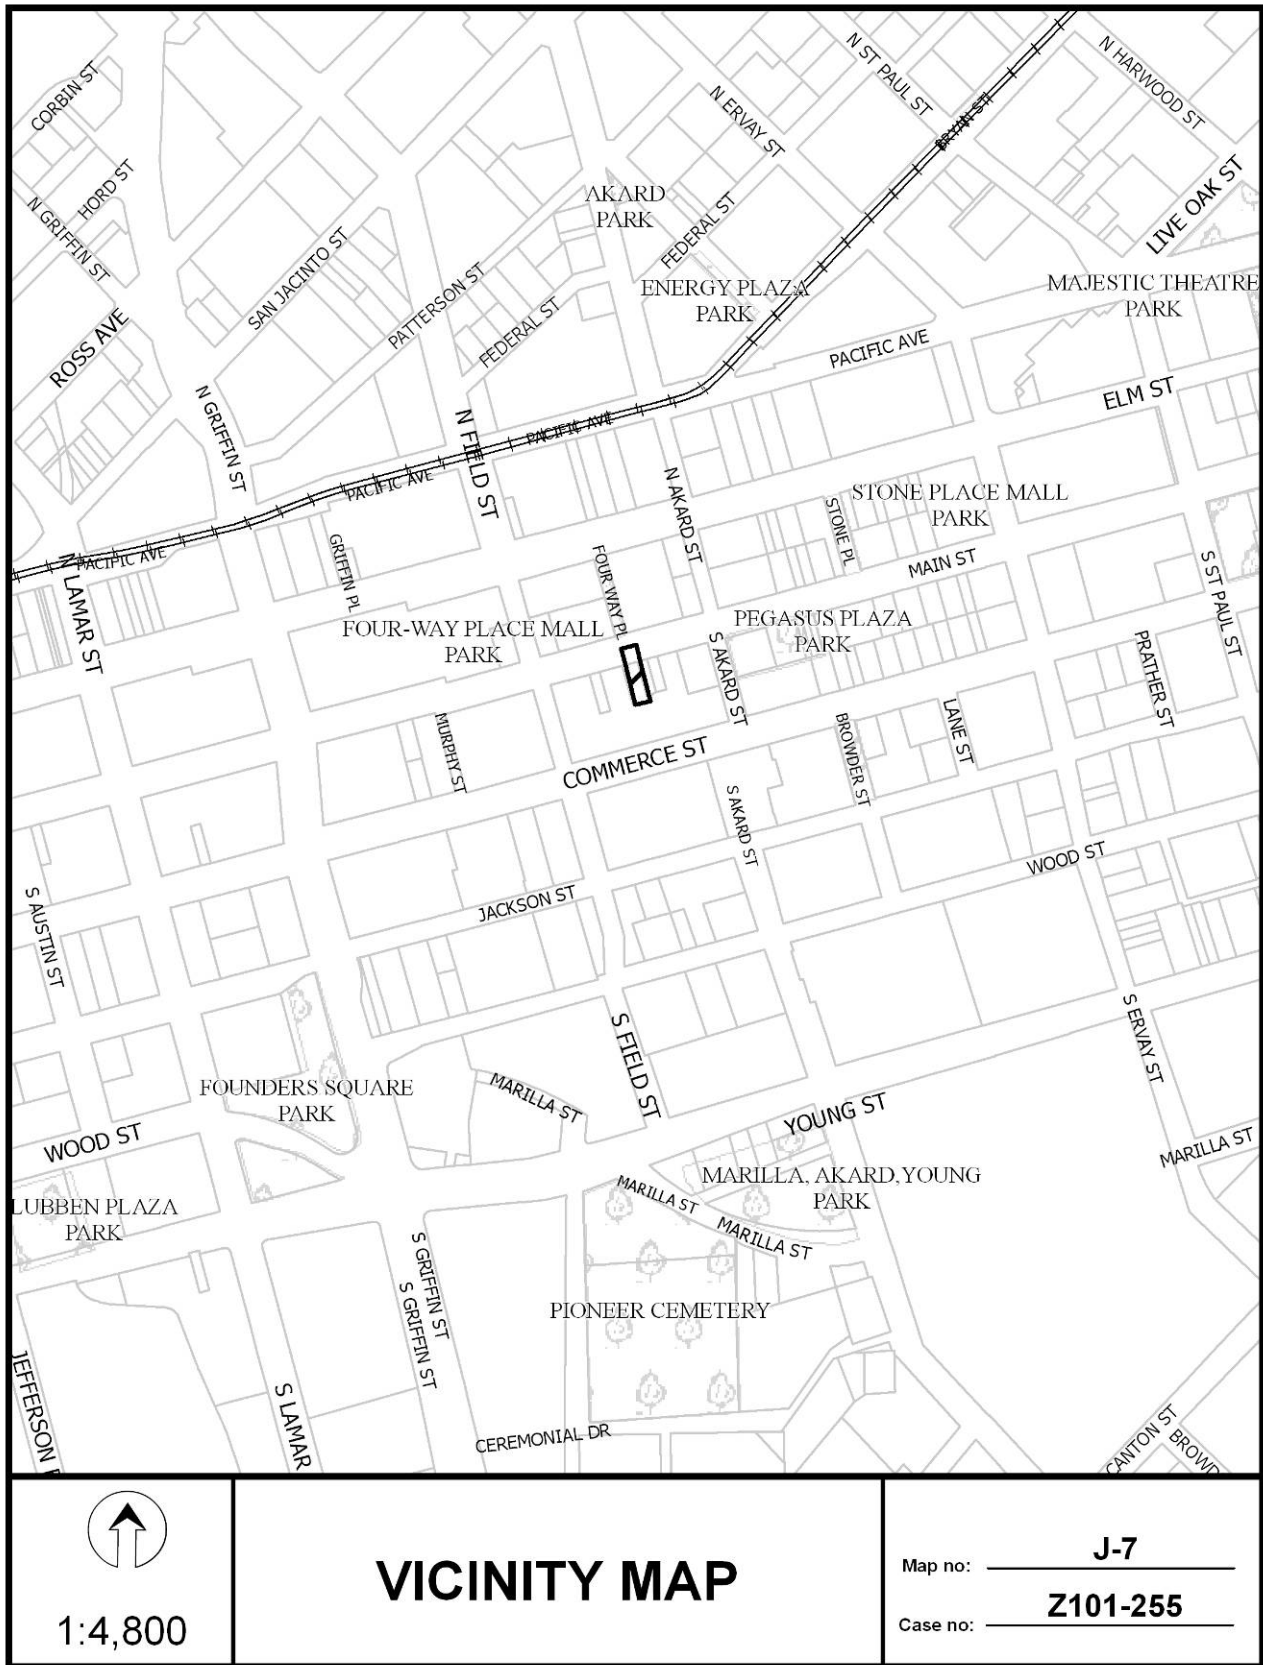 CORBIN ST
N ST PAUL ST
N HARWOOD ST
N ERVAY ST
BRYAN ST
HORD ST
N GRIFFIN ST
AKARD
PARK
FEDERAL ST
LIVE OAK ST
SAN JACINTO ST
PATTERSON ST
ENERGY PLAZA
PARK
MAJESTIC THEATRE
PARK
ROSS AVE
FEDERAL ST
PACIFIC AVE
N GRIFFIN ST
N FIELD ST
ELM ST
PACIFIC AVE
PACIFIC AVE
N AKARD ST
STONE PLACE MALL
PARK
STONE PL
PACIFIC AVE
N LAMAR ST
GRIFFIN PL
FOUR WAY PL
MAIN ST
S ST PAUL ST
FOUR-WAY PLACE MALL
PARK
PEGASUS PLAZA
PARK
S AKARD ST
PRATHER ST
MURPHY ST
COMMERCE ST
BROWDER ST
LANE ST
S AKARD ST
WOOD ST
S AUSTIN ST
JACKSON ST
S FIELD ST
S ERVAY ST
FOUNDERS SQUARE
PARK
MARILLA ST
YOUNG ST
WOOD ST
MARILLA ST
MARILLA, AKARD,YOUNG
PARK
MARILLA ST
MARILLA ST
LUBBEN PLAZA
PARK
S GRIFFIN ST
S GRIFFIN ST
PIONEER CEMETERY
JEFFERSON
S LAMAR
CEREMONIAL DR
CANTON ST
BROWD
1:4,800
VICINITY MAP
Map no: J-7
Case no: Z101-255